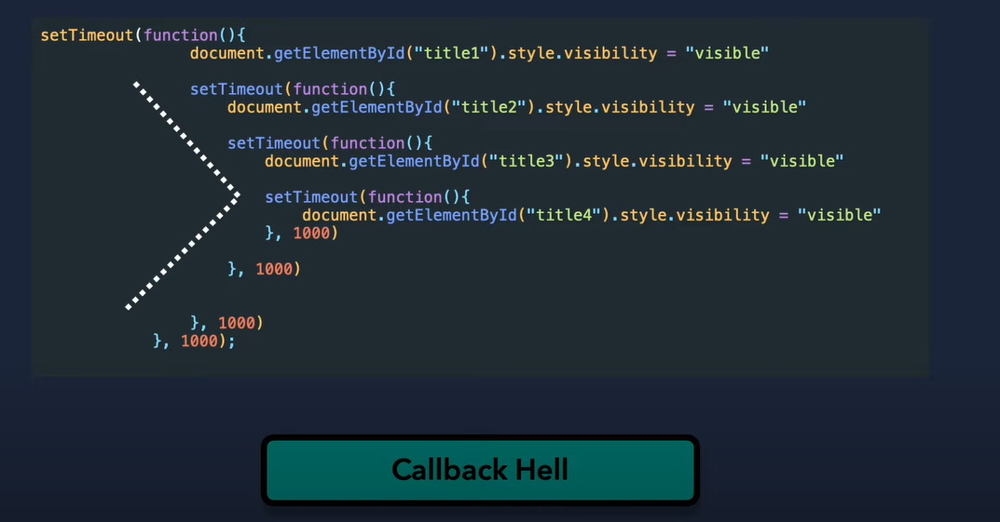 setTimeout(function(){
document.getElementById("title1").style.visibility = "visible"
setTimeout(function(){
document.getElementById("title2").style.visibility = "visible"
setTimeout(function(){
document.getElementById("title3").style.visibility = "visible"
setTimeout(function(){
document.getElementById("title4").style.visibility = "visible"
}, 1000)
}, 1000)
}, 1000)
}, 1000);
Callback Hell